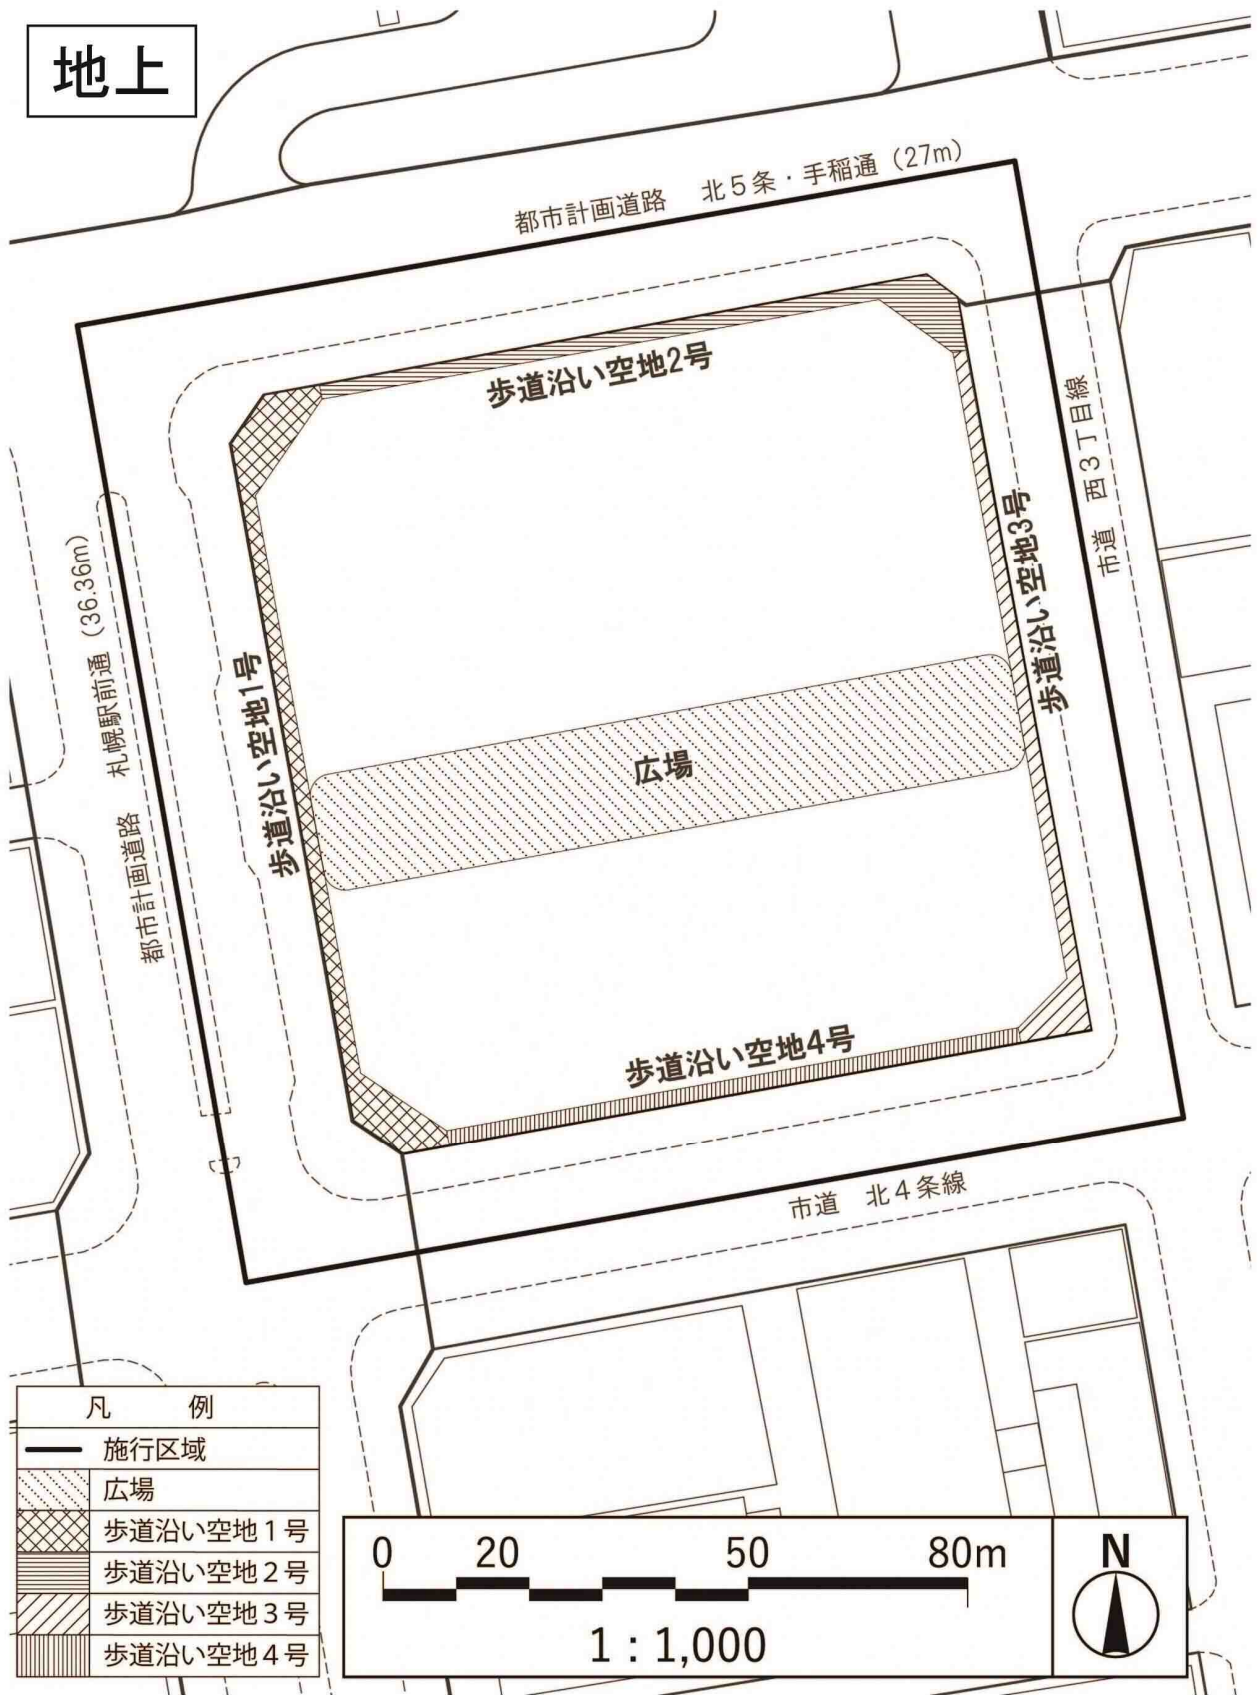 地上
都市計画道路　北5条・手稲通（27m）
歩道沿い空地2号
市道　西3丁目線
歩道沿い空地3号
都市計画道路　札幌駅前通（36.36m）
歩道沿い空地1号
広場
歩道沿い空地4号
市道　北4条線
凡　例
施行区域
広場
歩道沿い空地1号
歩道沿い空地2号
歩道沿い空地3号
歩道沿い空地4号
0 20 50 80m
1：1,000
N